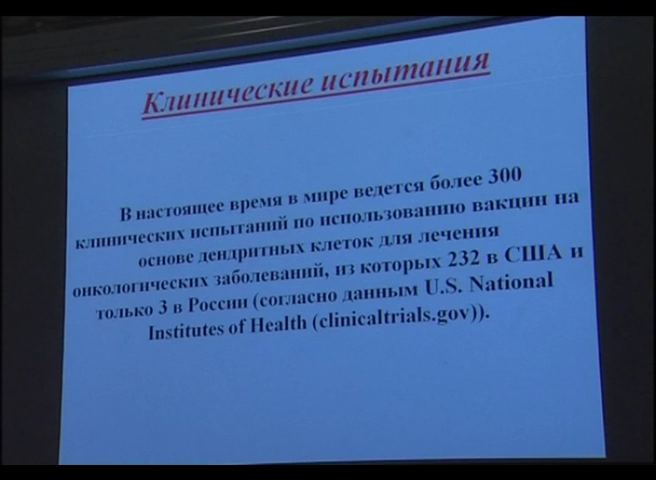 Клинические испытания
В настоящее время в мире ведется более 300
клинических испытаний по использованию вакцин на
основе дендритных клеток для лечения
онкологических заболеваний, из которых 232 в США и
только 3 в России (согласно данным U.S. National
Institutes of Health (clinicaltrials.gov)).